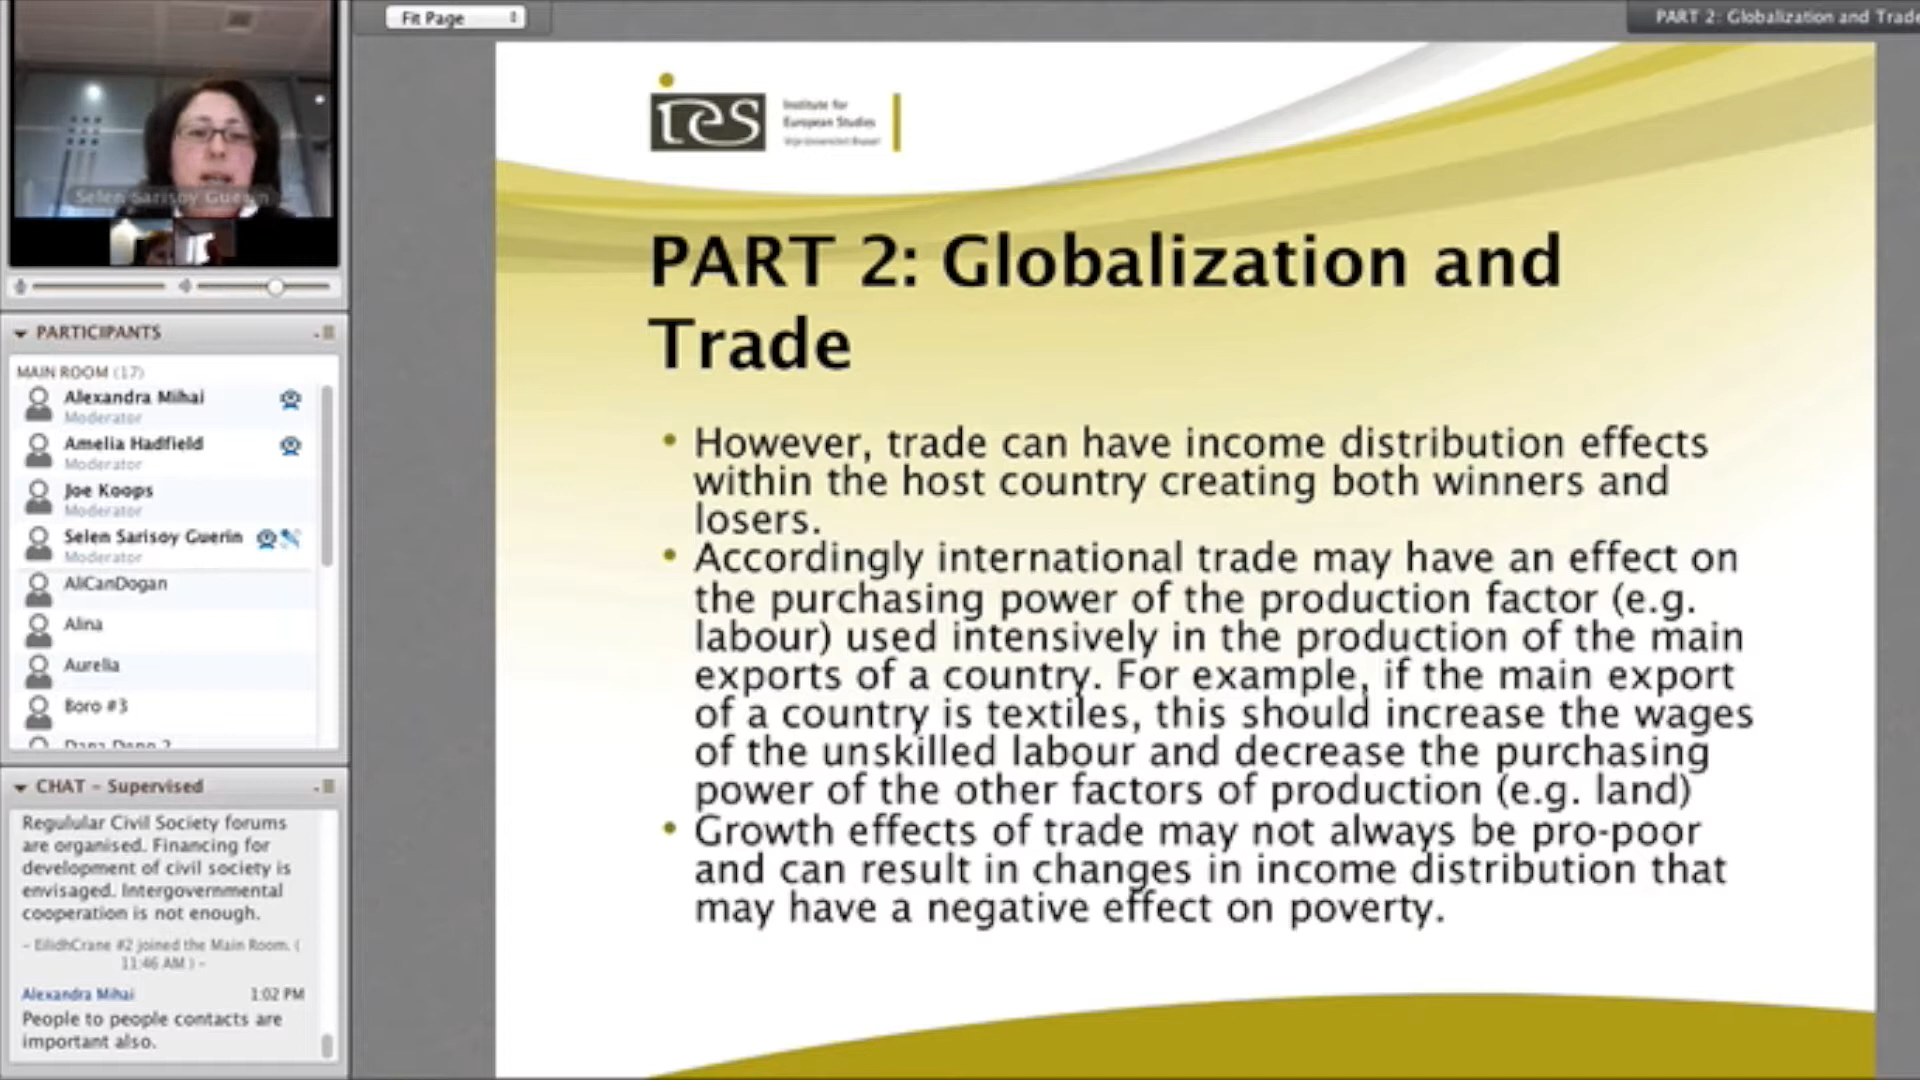 Fit Page
PART 2: Globalization and Trade
Selen Sarisoy Guerin
PARTICIPANTS
MAIN ROOM (17)
Alexandra Mihai
Moderator
Amelia Hadfield
Moderator
Joe Koops
Moderator
Selen Sarisoy Guerin
Moderator
AliCanDogan
Alina
Aurelia
Boro #3
CHAT - Supervised
Regulular Civil Society forums
are organised. Financing for
development of civil society is
envisaged. Intergovernmental
cooperation is not enough.
- EilidhCrane #2 joined the Main Room. (
11:46 AM ) -
Alexandra Mihai 1:02 PM
People to people contacts are
important also.
ies
Institute for
European Studies
Vrije Universiteit Brussel
PART 2: Globalization and
Trade
• However, trade can have income distribution effects
within the host country creating both winners and
losers.
• Accordingly international trade may have an effect on
the purchasing power of the production factor (e.g.
labour) used intensively in the production of the main
exports of a country. For example, if the main export
of a country is textiles, this should increase the wages
of the unskilled labour and decrease the purchasing
power of the other factors of production (e.g. land)
• Growth effects of trade may not always be pro-poor
and can result in changes in income distribution that
may have a negative effect on poverty.